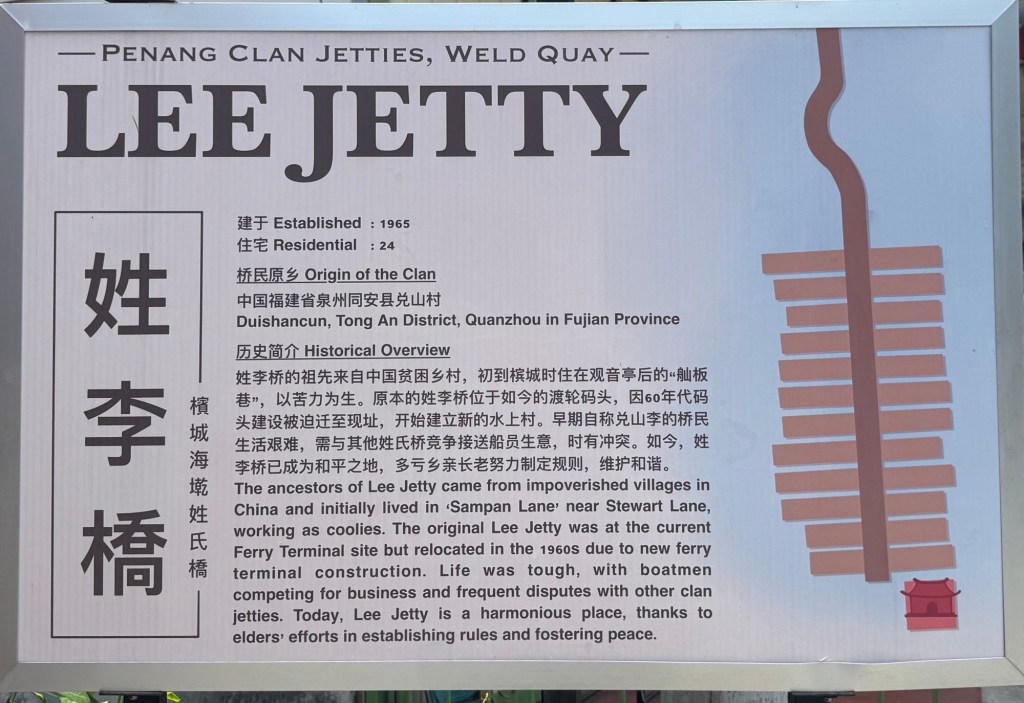 PENANG CLAN JETTIES, WELD QUAY
LEE JETTY
姓李橋
檳城海墘姓氏橋
建于 Established : 1965
住宅 Residential : 24
桥民原乡 Origin of the Clan
中国福建省泉州同安县兑山村
Duishancun, Tong An District, Quanzhou in Fujian Province
历史简介 Historical Overview
姓李桥的祖先来自中国贫困乡村，初到槟城时住在观音亭后的“舢板
巷”，以苦力为生。原本的姓李桥位于如今的渡轮码头，因60年代码
头建设被迫迁至现址，开始建立新的水上村。早期自称兑山李的桥民
生活艰难，需与其他姓氏桥竞争接送船员生意，时有冲突。如今，姓
李桥已成为和平之地，多亏乡亲长老努力制定规则，维护和谐。
The ancestors of Lee Jetty came from impoverished villages in
China and initially lived in ‘Sampan Lane’ near Stewart Lane,
working as coolies. The original Lee Jetty was at the current
Ferry Terminal site but relocated in the 1960s due to new ferry
terminal construction. Life was tough, with boatmen
competing for business and frequent disputes with other clan
jetties. Today, Lee Jetty is a harmonious place, thanks to
elders’ efforts in establishing rules and fostering peace.